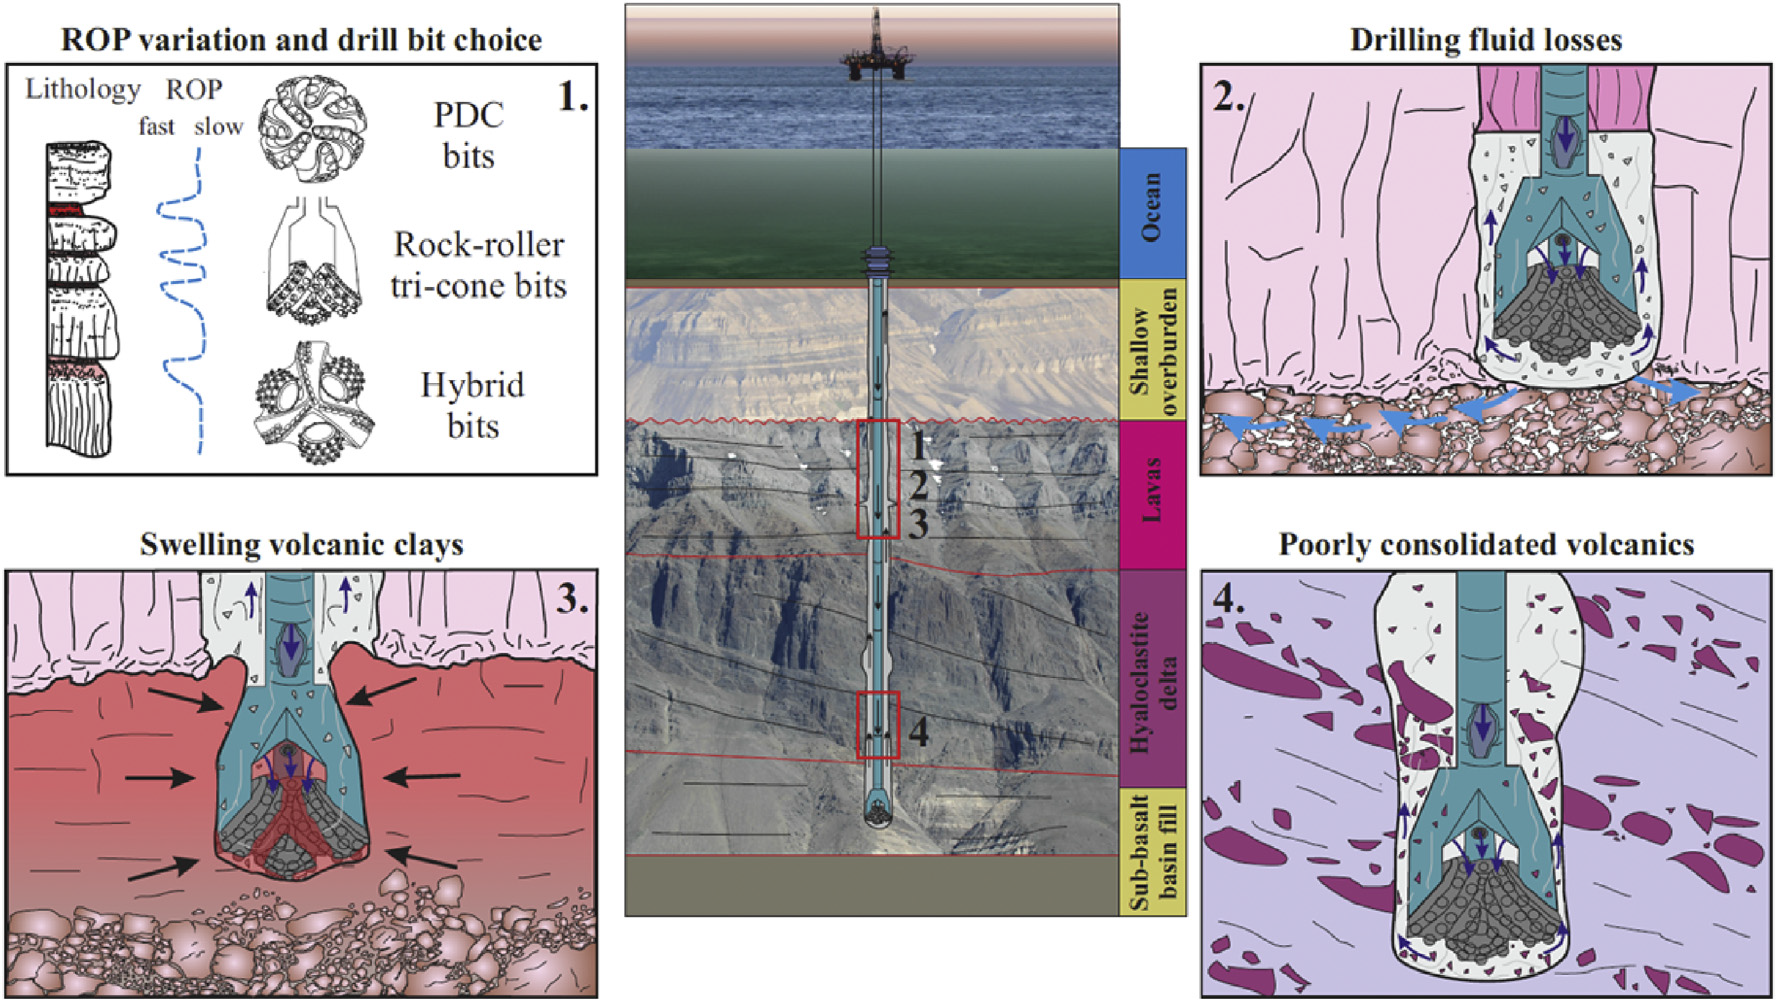 ROP variation and drill bit choice
1.
Lithology ROP
fast slow
PDC
bits
Rock-roller
tri-cone bits
Hybrid
bits
Swelling volcanic clays
3.
1
2
3
4
Ocean
Shallow
overburden
Lavas
Hyaloclastite
delta
Sub-basalt
basin fill
Drilling fluid losses
2.
Poorly consolidated volcanics
4.